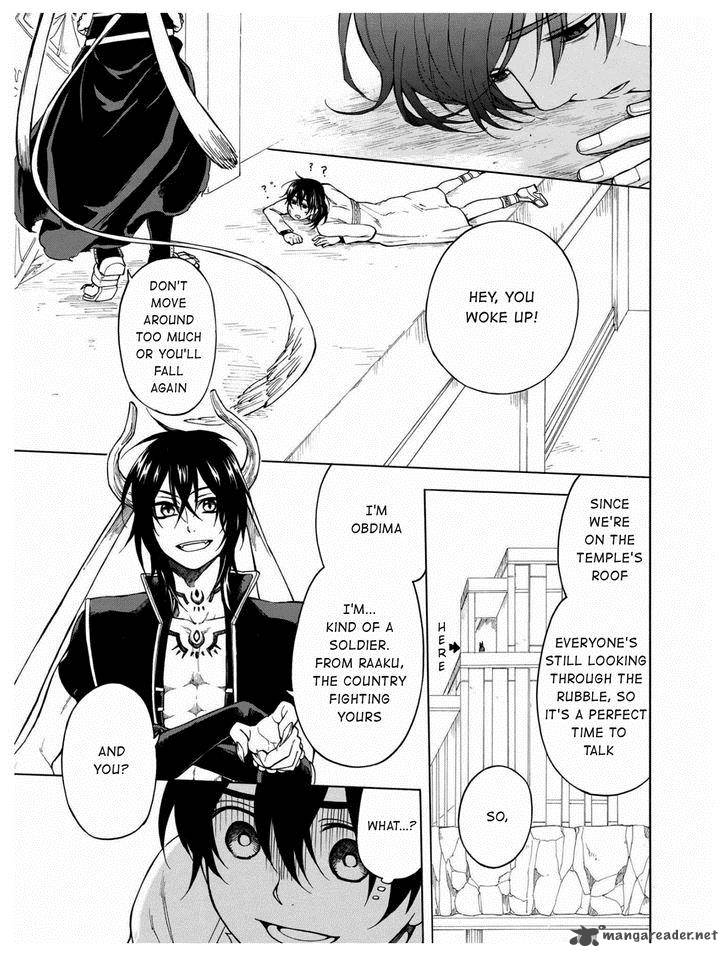 HEY, YOU
WOKE UP!
DON'T
MOVE
AROUND
TOO MUCH
OR YOU'LL
FALL
AGAIN
? ?
? ?
SINCE
WE'RE
ON THE
TEMPLE'S
ROOF
EVERYONE'S
STILL LOOKING
THROUGH THE
RUBBLE, SO
IT'S A PERFECT
TIME TO
TALK
HERE
SO,
I'M
OBDIMA
I'M...
KIND OF A
SOLDIER.
FROM RAAKU,
THE COUNTRY
FIGHTING
YOURS
AND
YOU?
WHAT...?
mangareader.net